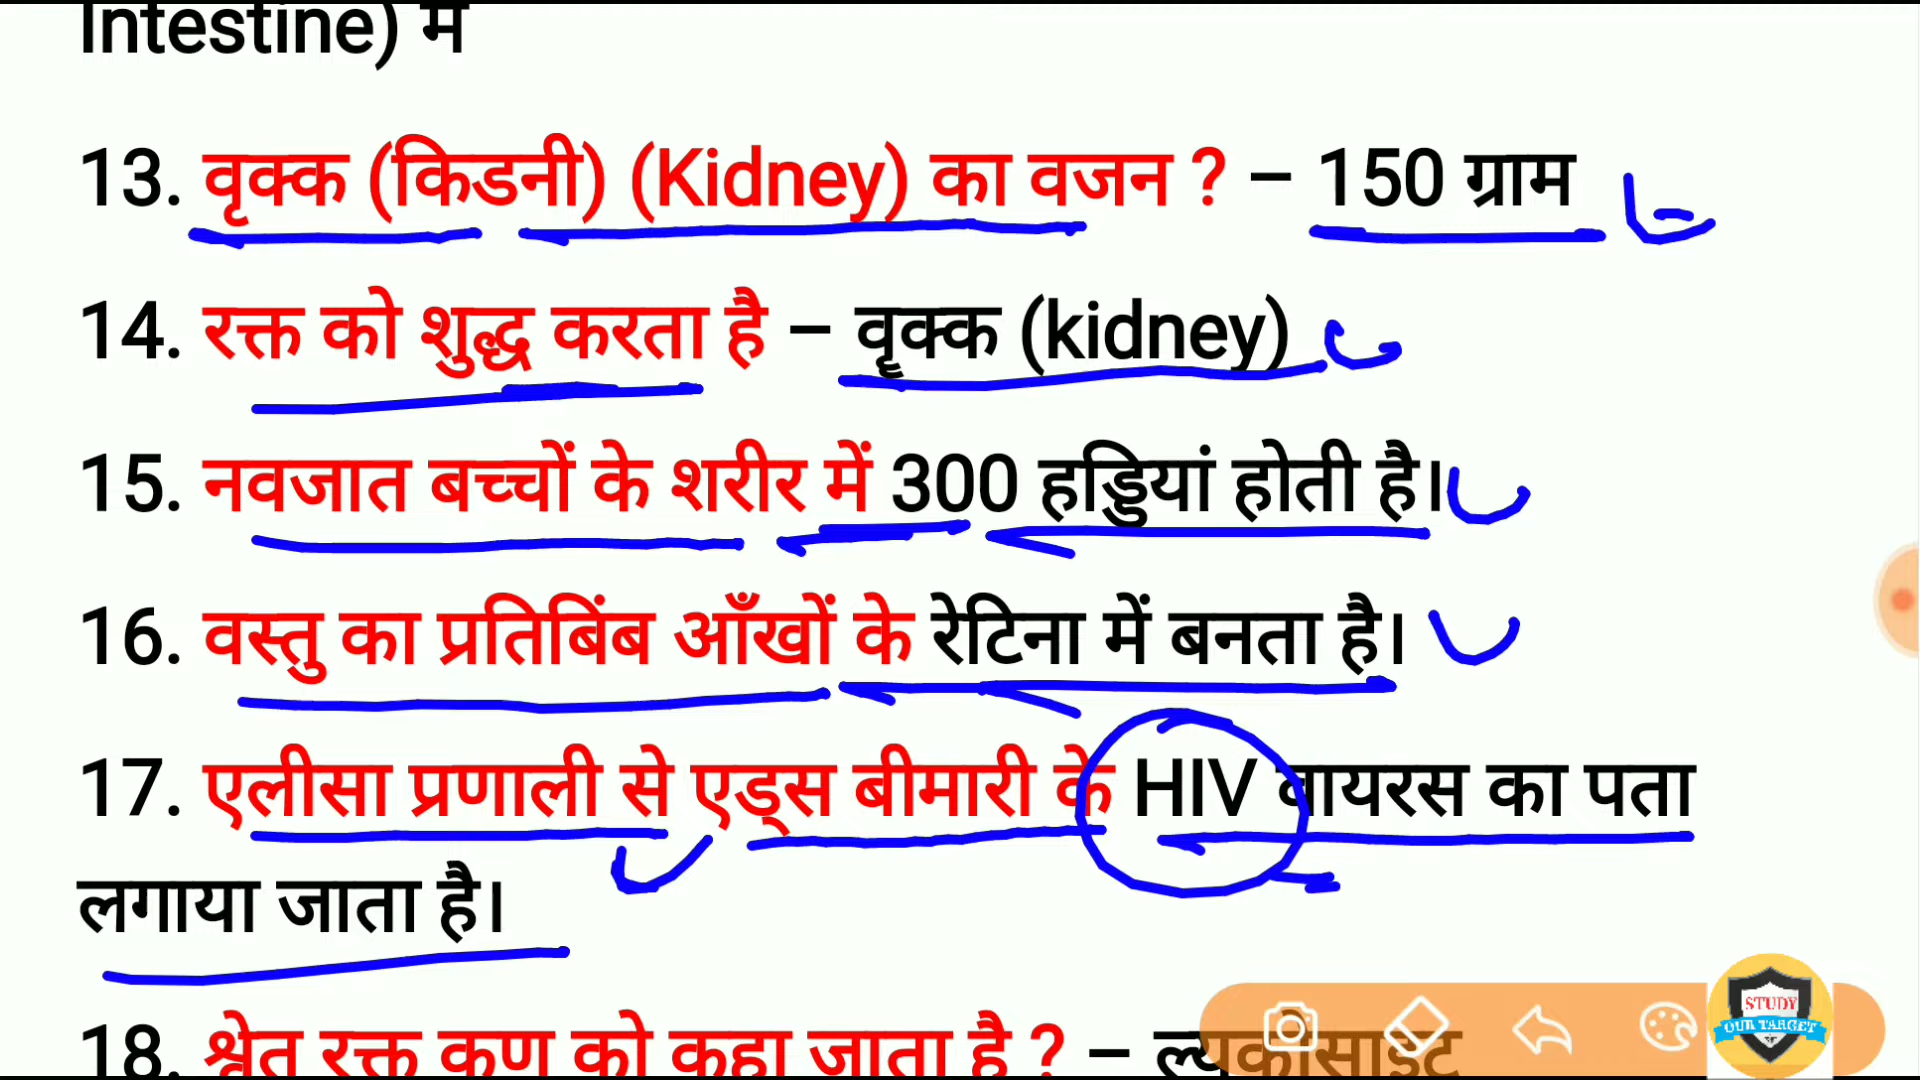 Intestine) में
13. वृक्क (किडनी) (Kidney) का वजन ? – 150 ग्राम
14. रक्त को शुद्ध करता है – वृक्क (kidney)
15. नवजात बच्चों के शरीर में 300 हड्डियां होती है।
16. वस्तु का प्रतिबिंब आँखों के रेटिना में बनता है।
17. एलीसा प्रणाली से एड्स बीमारी के HIV वायरस का पता
लगाया जाता है।
18. श्वेत रक्त कण को कहा जाता है ? – ल्यूकोसाइट
STUDY
OUR TARGET